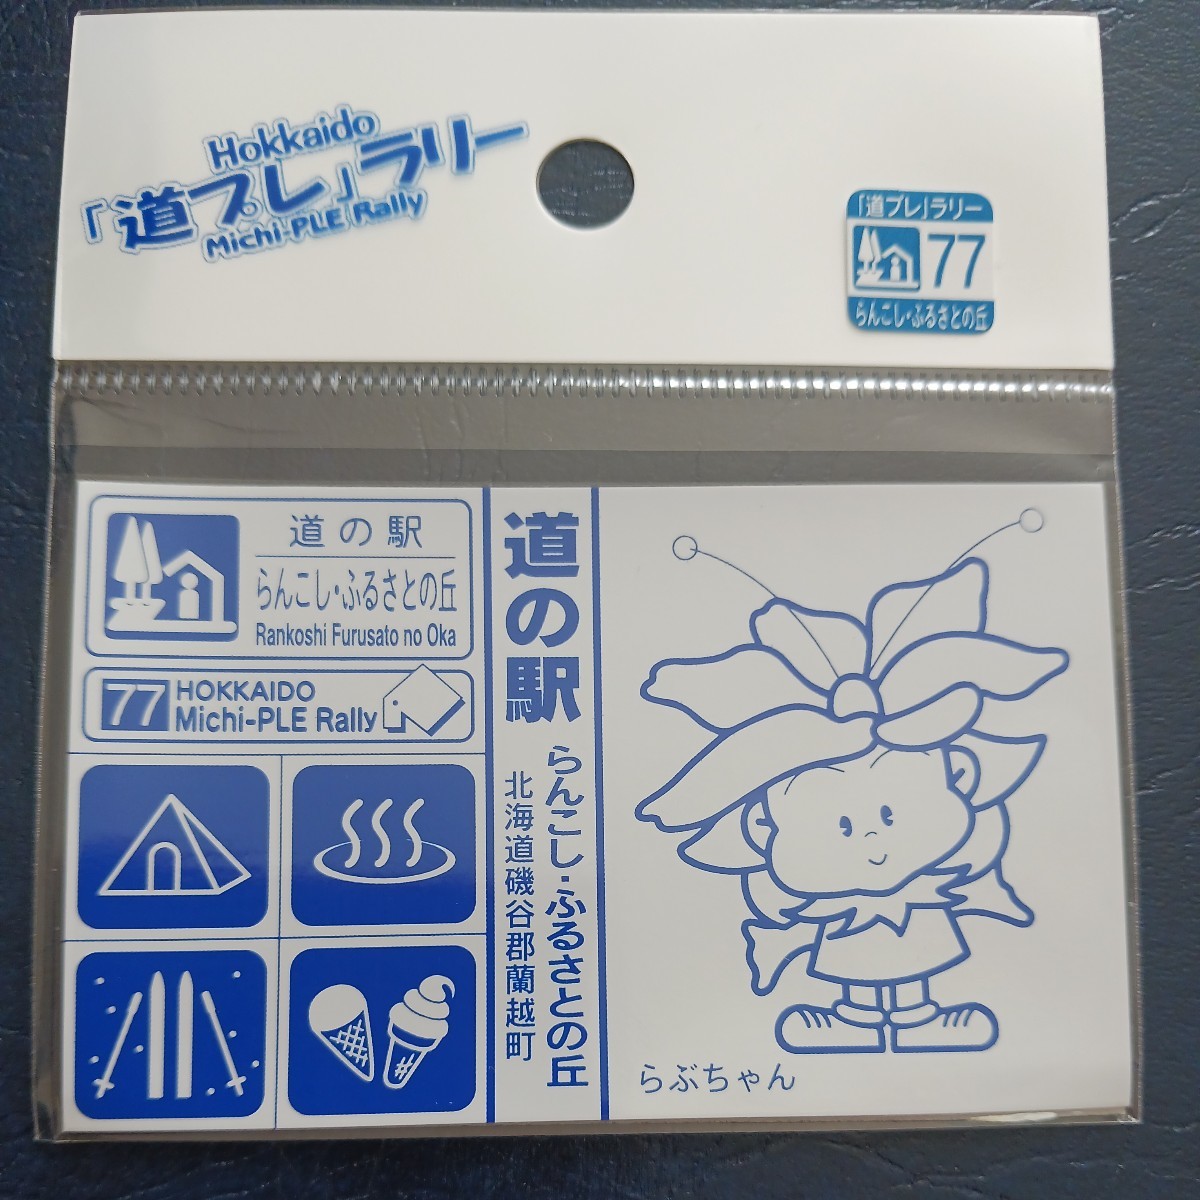 Hokkaido
「道プレ」ラリー
Michi-PLE Rally
「道プレ」ラリー
77
らんこし・ふるさとの丘
道の駅
らんこし・ふるさとの丘
Rankoshi Furusato no Oka
77 HOKKAIDO
Michi-PLE Rally
道の駅 らんこし・ふるさとの丘
北海道磯谷郡蘭越町
らぶちゃん